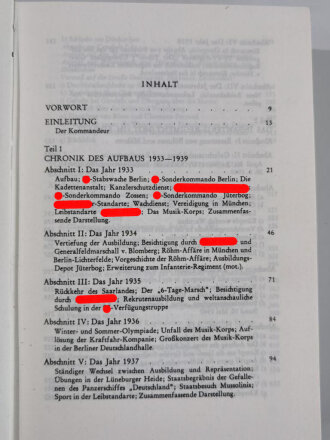 INHALT
VORWORT 9
EINLEITUNG 13
Der Kommandeur
Teil 1
CHRONIK DES AUFBAUS 1933—1939
Abschnitt I: Das Jahr 1933 21
Aufbau; -Stabswache Berlin; -Sonderkommando Berlin; Die
Kadettenanstalt; Kanzlerschutzdienst;
-Sonderkommando Zossen; -Sonderkommando Jüterbog;
-Standarte; Wachdienst; Vereidigung in München;
Leibstandarte . Das Musik-Korps; Zusammenfas-
sende Darstellung.
Abschnitt II: Das Jahr 1934 46
Vertiefung der Ausbildung; Besichtigung durch und
Generalfeldmarschall v. Blomberg; Röhm-Affäre in München und
Berlin-Lichterfelde; Vorgeschichte der Röhm-Affäre; Ausbildungs-
Depot Jüterbog; Erweiterung zum Infanterie-Regiment (mot.).
Abschnitt III: Das Jahr 1935 71
Rückkehr des Saarlandes; Der „6-Tage-Marsch"; Besichtigung
durch ; Rekrutenausbildung und weltanschauliche
Schulung in der -Verfügungstruppe
Abschnitt IV: Das Jahr 1936 84
Winter- und Sommer-Olympiade; Unfall des Musik-Korps; Auf-
lösung der Kraftfahr-Kompanie; Großkonzert des Musik-Korps in
der Berliner Deutschlandhalle
Abschnitt V: Das Jahr 1937 94
Ständiger Wechsel zwischen Ausbildung und Repräsentation;
Übungen in der Lüneburger Heide; Staatsbegräbnis der Gefalle-
nen des Panzerschiffes „Deutschland"; Staatsbesuch Mussolinis;
Sport in der Leibstandarte; Zusammenfassende Darstellung.